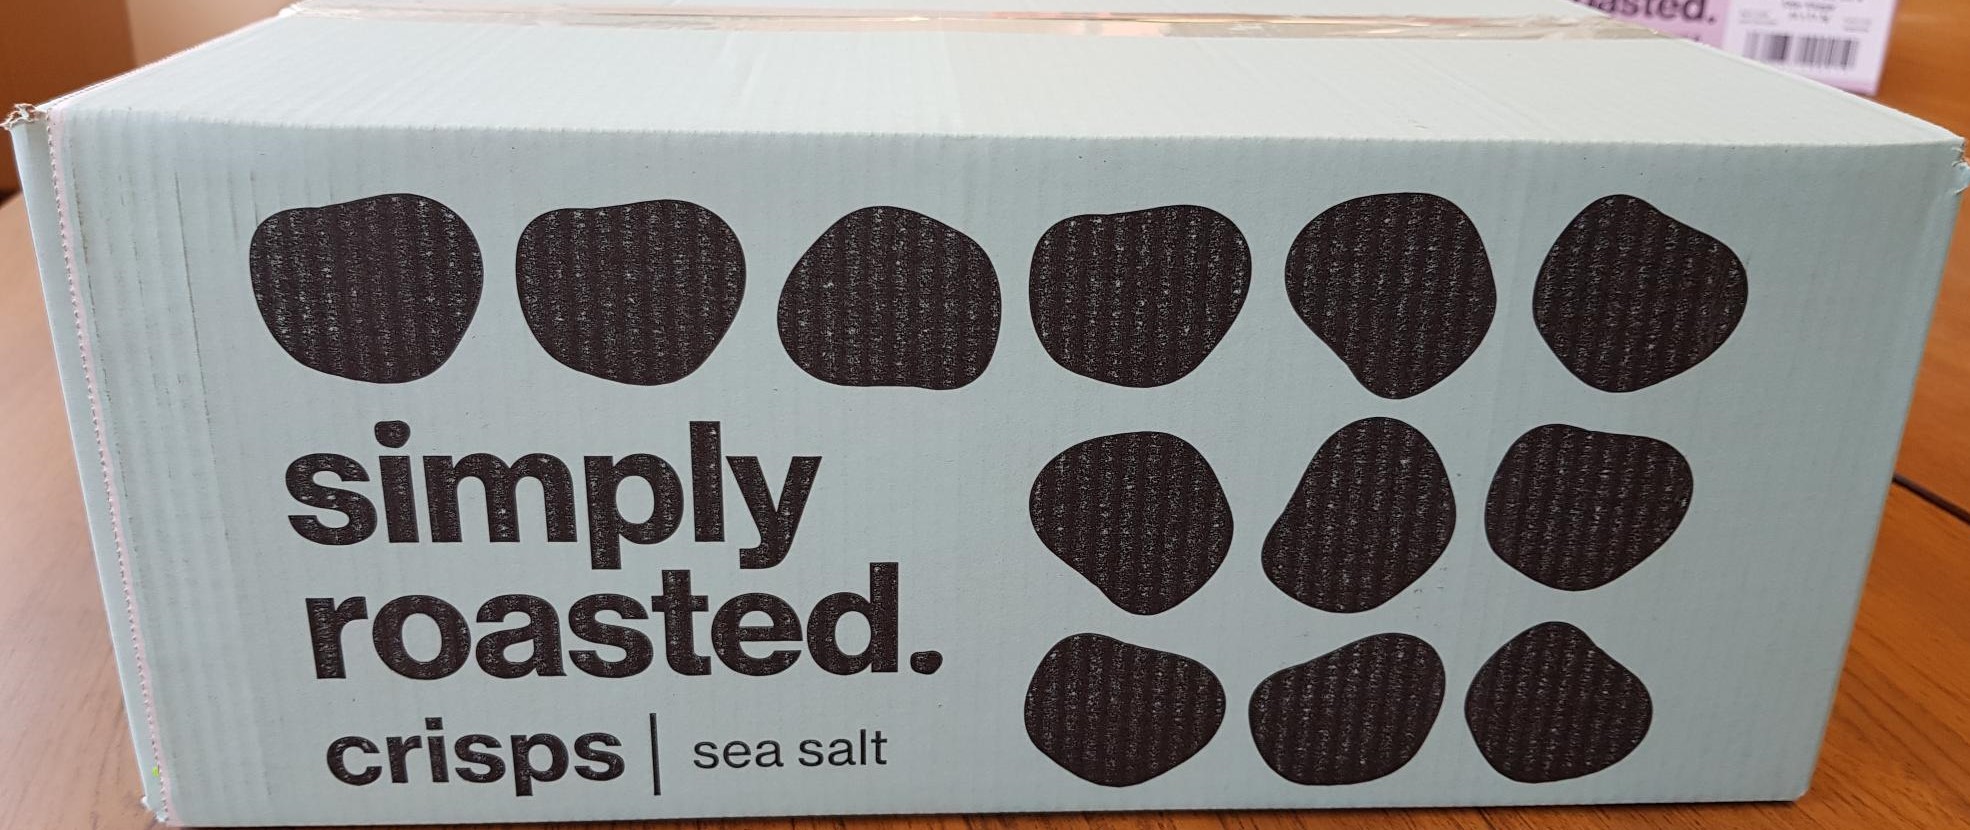 simply
roasted.
crisps | sea salt